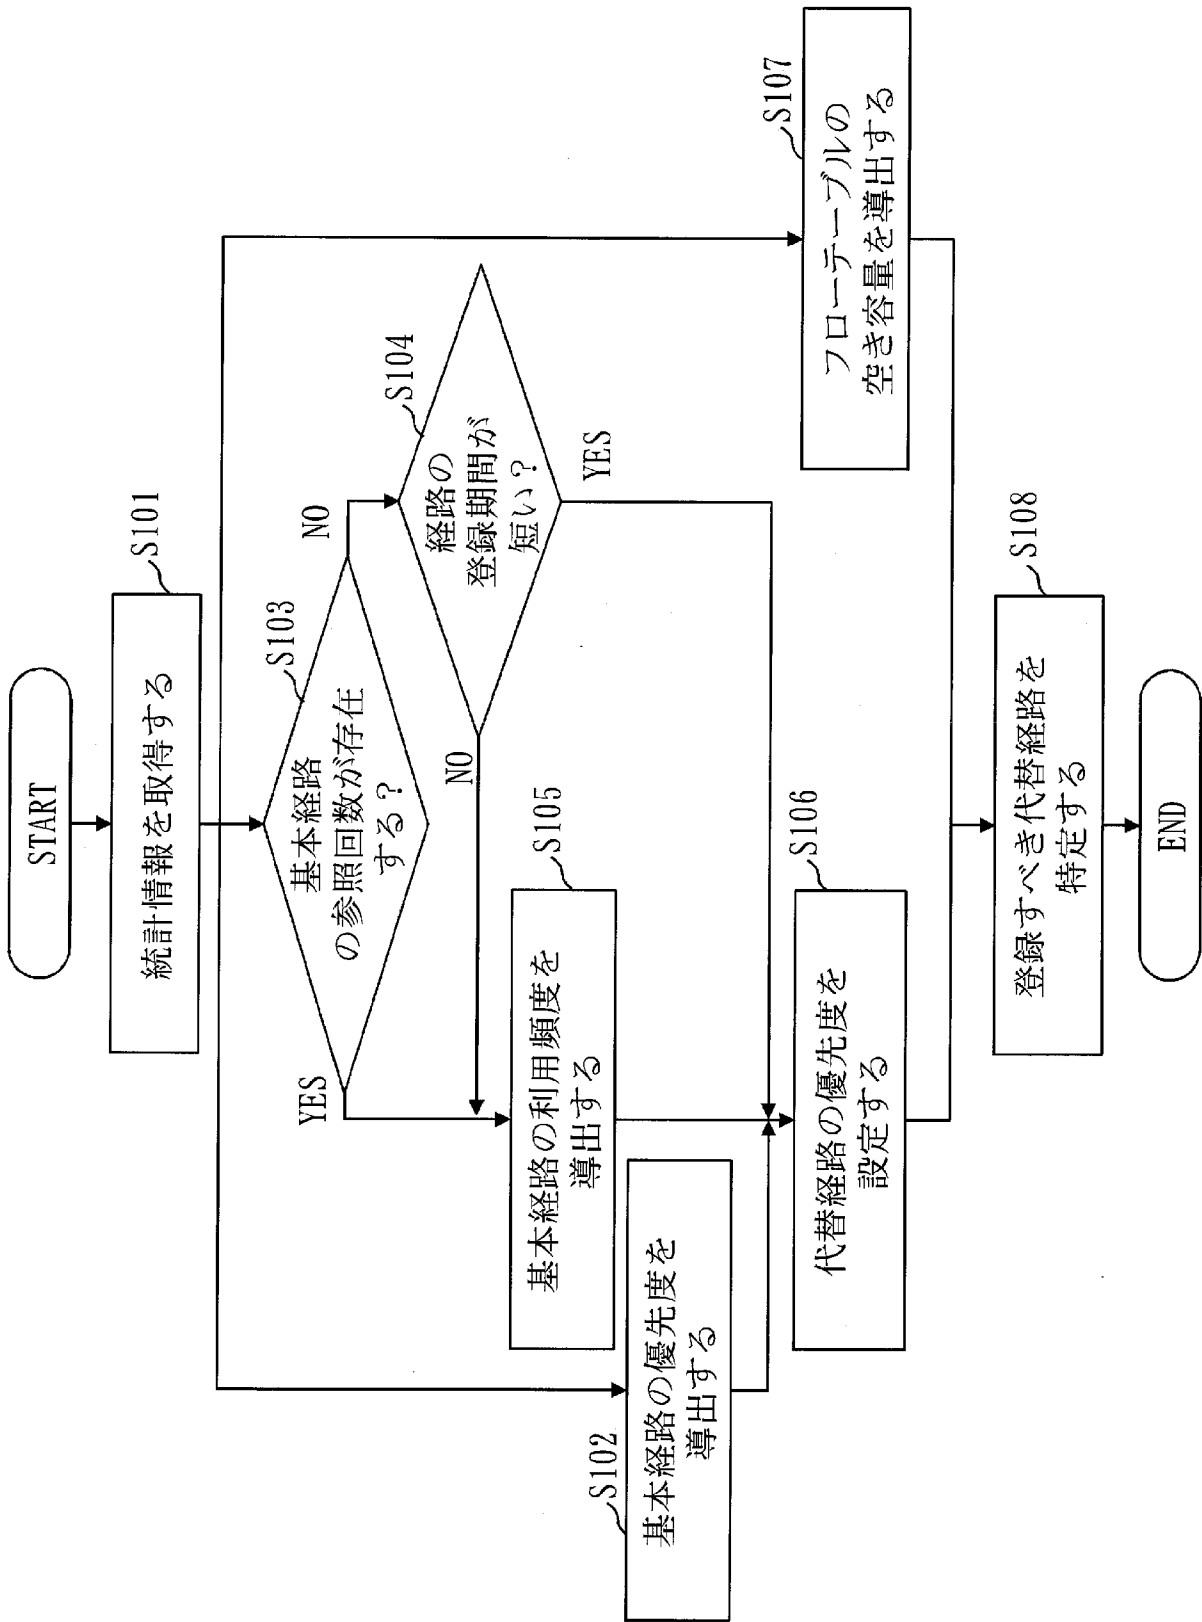 START
S101
統計情報を取得する
S103
基本経路
の参照回数が存在
する?
YES
NO
S104
経路の
登録期間が
短い?
NO
YES
S105
基本経路の利用頻度を
導出する
S102
基本経路の優先度を
導出する
S106
代替経路の優先度を
設定する
S107
フローテーブルの
空き容量を導出する
S108
登録すべき代替経路を
特定する
END